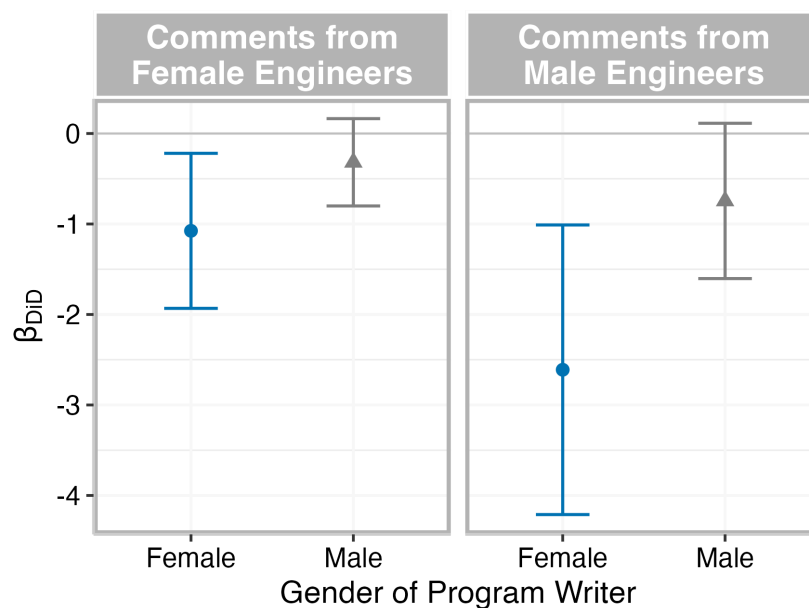 Comments from
Female Engineers
Comments from
Male Engineers
0
-1
-2
-3
-4
βDiD
Female
Male
Female
Male
Gender of Program Writer